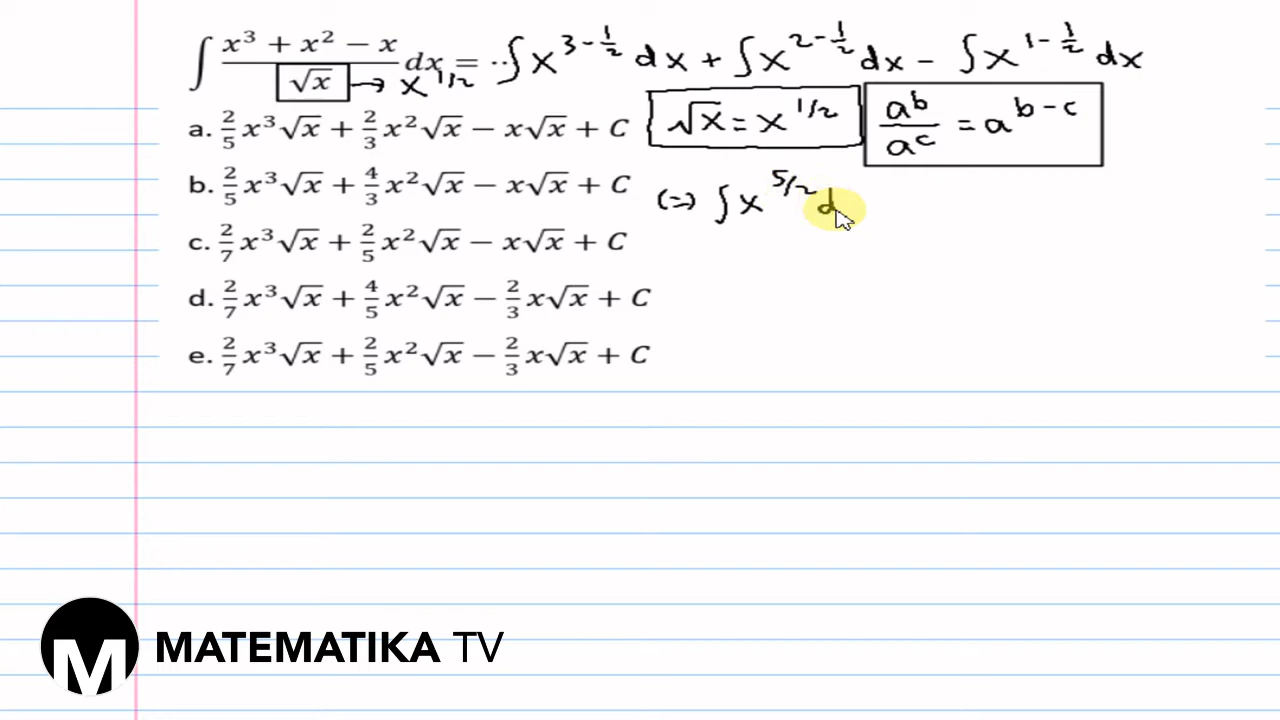 ∫ (x³ + x² − x)/√x dx = ... ∫ x^(3 − 1/2) dx + ∫ x^(2 − 1/2) dx − ∫ x^(1 − 1/2) dx
√x → x^(1/2)
a. 2/5 x³√x + 2/3 x²√x − x√x + C
√x = x^(1/2)
a^b/a^c = a^(b − c)
b. 2/5 x³√x + 4/3 x²√x − x√x + C
(=) ∫ x^(5/2) d
c. 2/7 x³√x + 2/5 x²√x − x√x + C
d. 2/7 x³√x + 4/5 x²√x − 2/3 x√x + C
e. 2/7 x³√x + 2/5 x²√x − 2/3 x√x + C
M MATEMATIKA TV